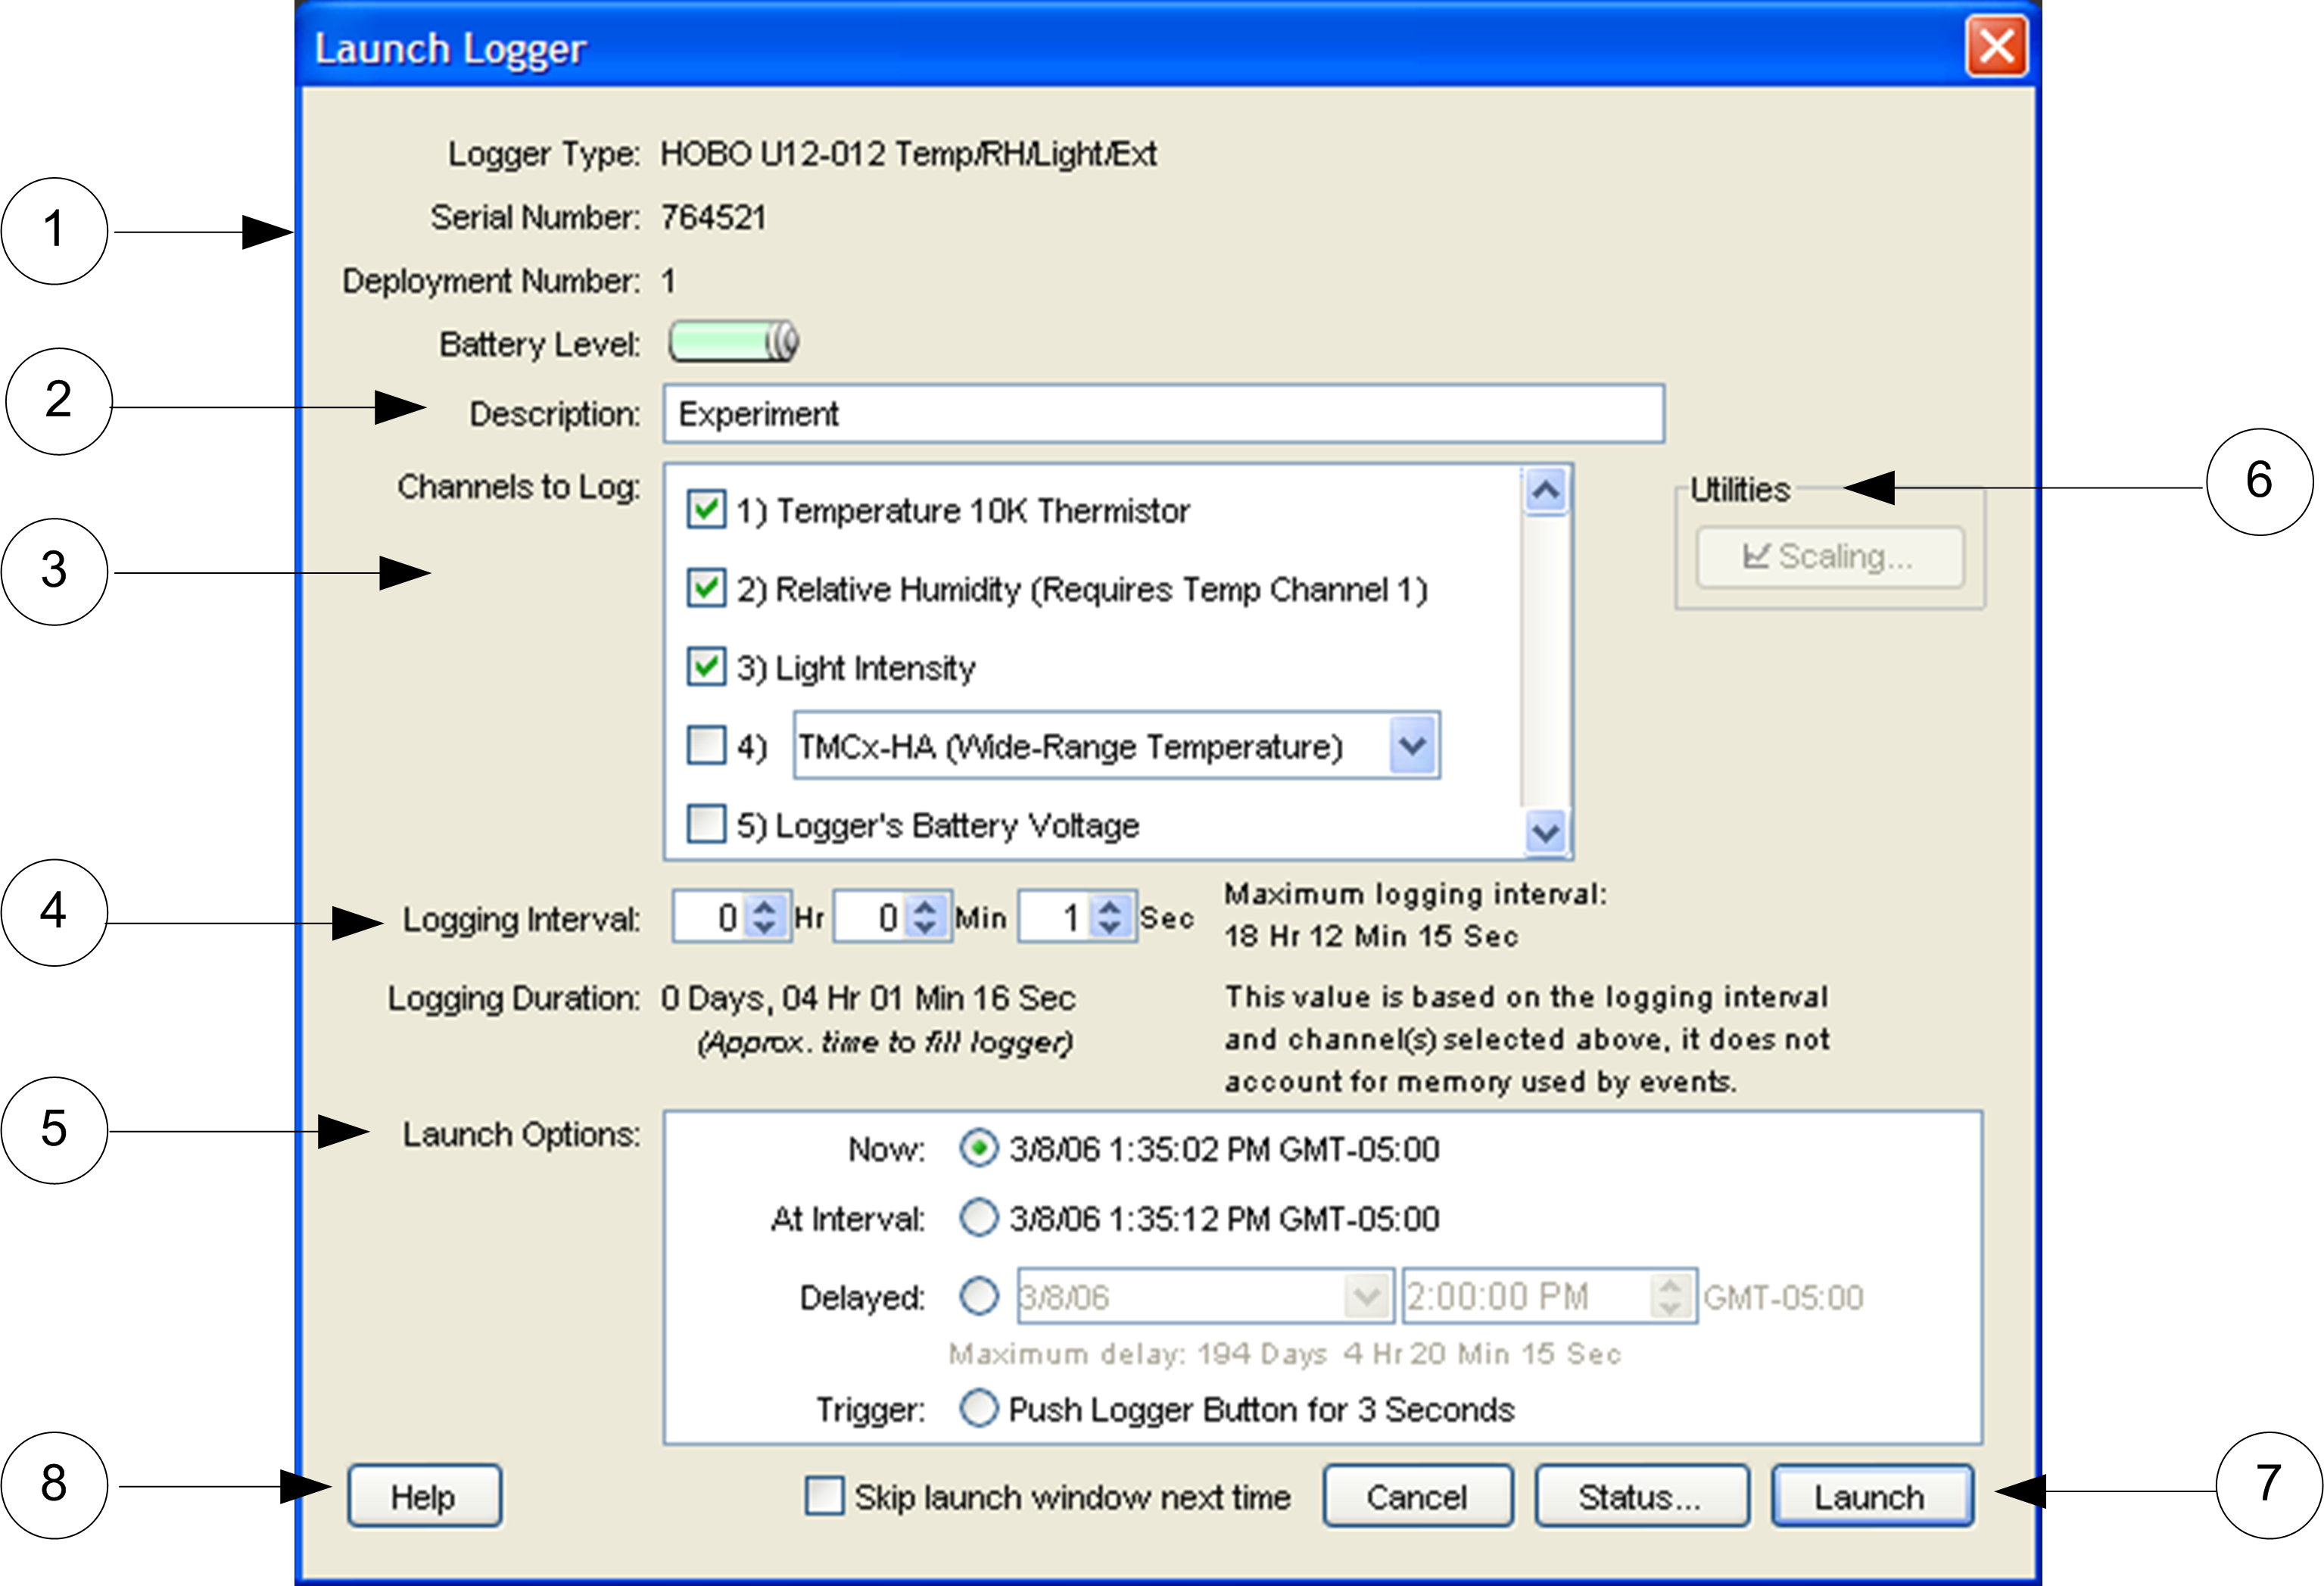 Launch Logger
Logger Type: HOBO U12-012 Temp/RH/Light/Ext
1
Serial Number: 764521
Deployment Number: 1
Battery Level:
2
Description: Experiment
Channels to Log:
1) Temperature 10K Thermistor
Utilities
6
3
Scaling...
2) Relative Humidity (Requires Temp Channel 1)
3) Light Intensity
4) TMCx-HA (Wide-Range Temperature)
5) Logger's Battery Voltage
4
Logging Interval: 0 Hr 0 Min 1 Sec
Maximum logging interval:
18 Hr 12 Min 15 Sec
Logging Duration: 0 Days, 04 Hr 01 Min 16 Sec
(Approx. time to fill logger)
This value is based on the logging interval
and channel(s) selected above, it does not
account for memory used by events.
5
Launch Options:
Now: 3/8/06 1:35:02 PM GMT-05:00
At Interval: 3/8/06 1:35:12 PM GMT-05:00
Delayed: 3/8/06 2:00:00 PM GMT-05:00
Maximum delay: 194 Days 4 Hr 20 Min 15 Sec
Trigger: Push Logger Button for 3 Seconds
8
Help
Skip launch window next time
Cancel
Status...
Launch
7